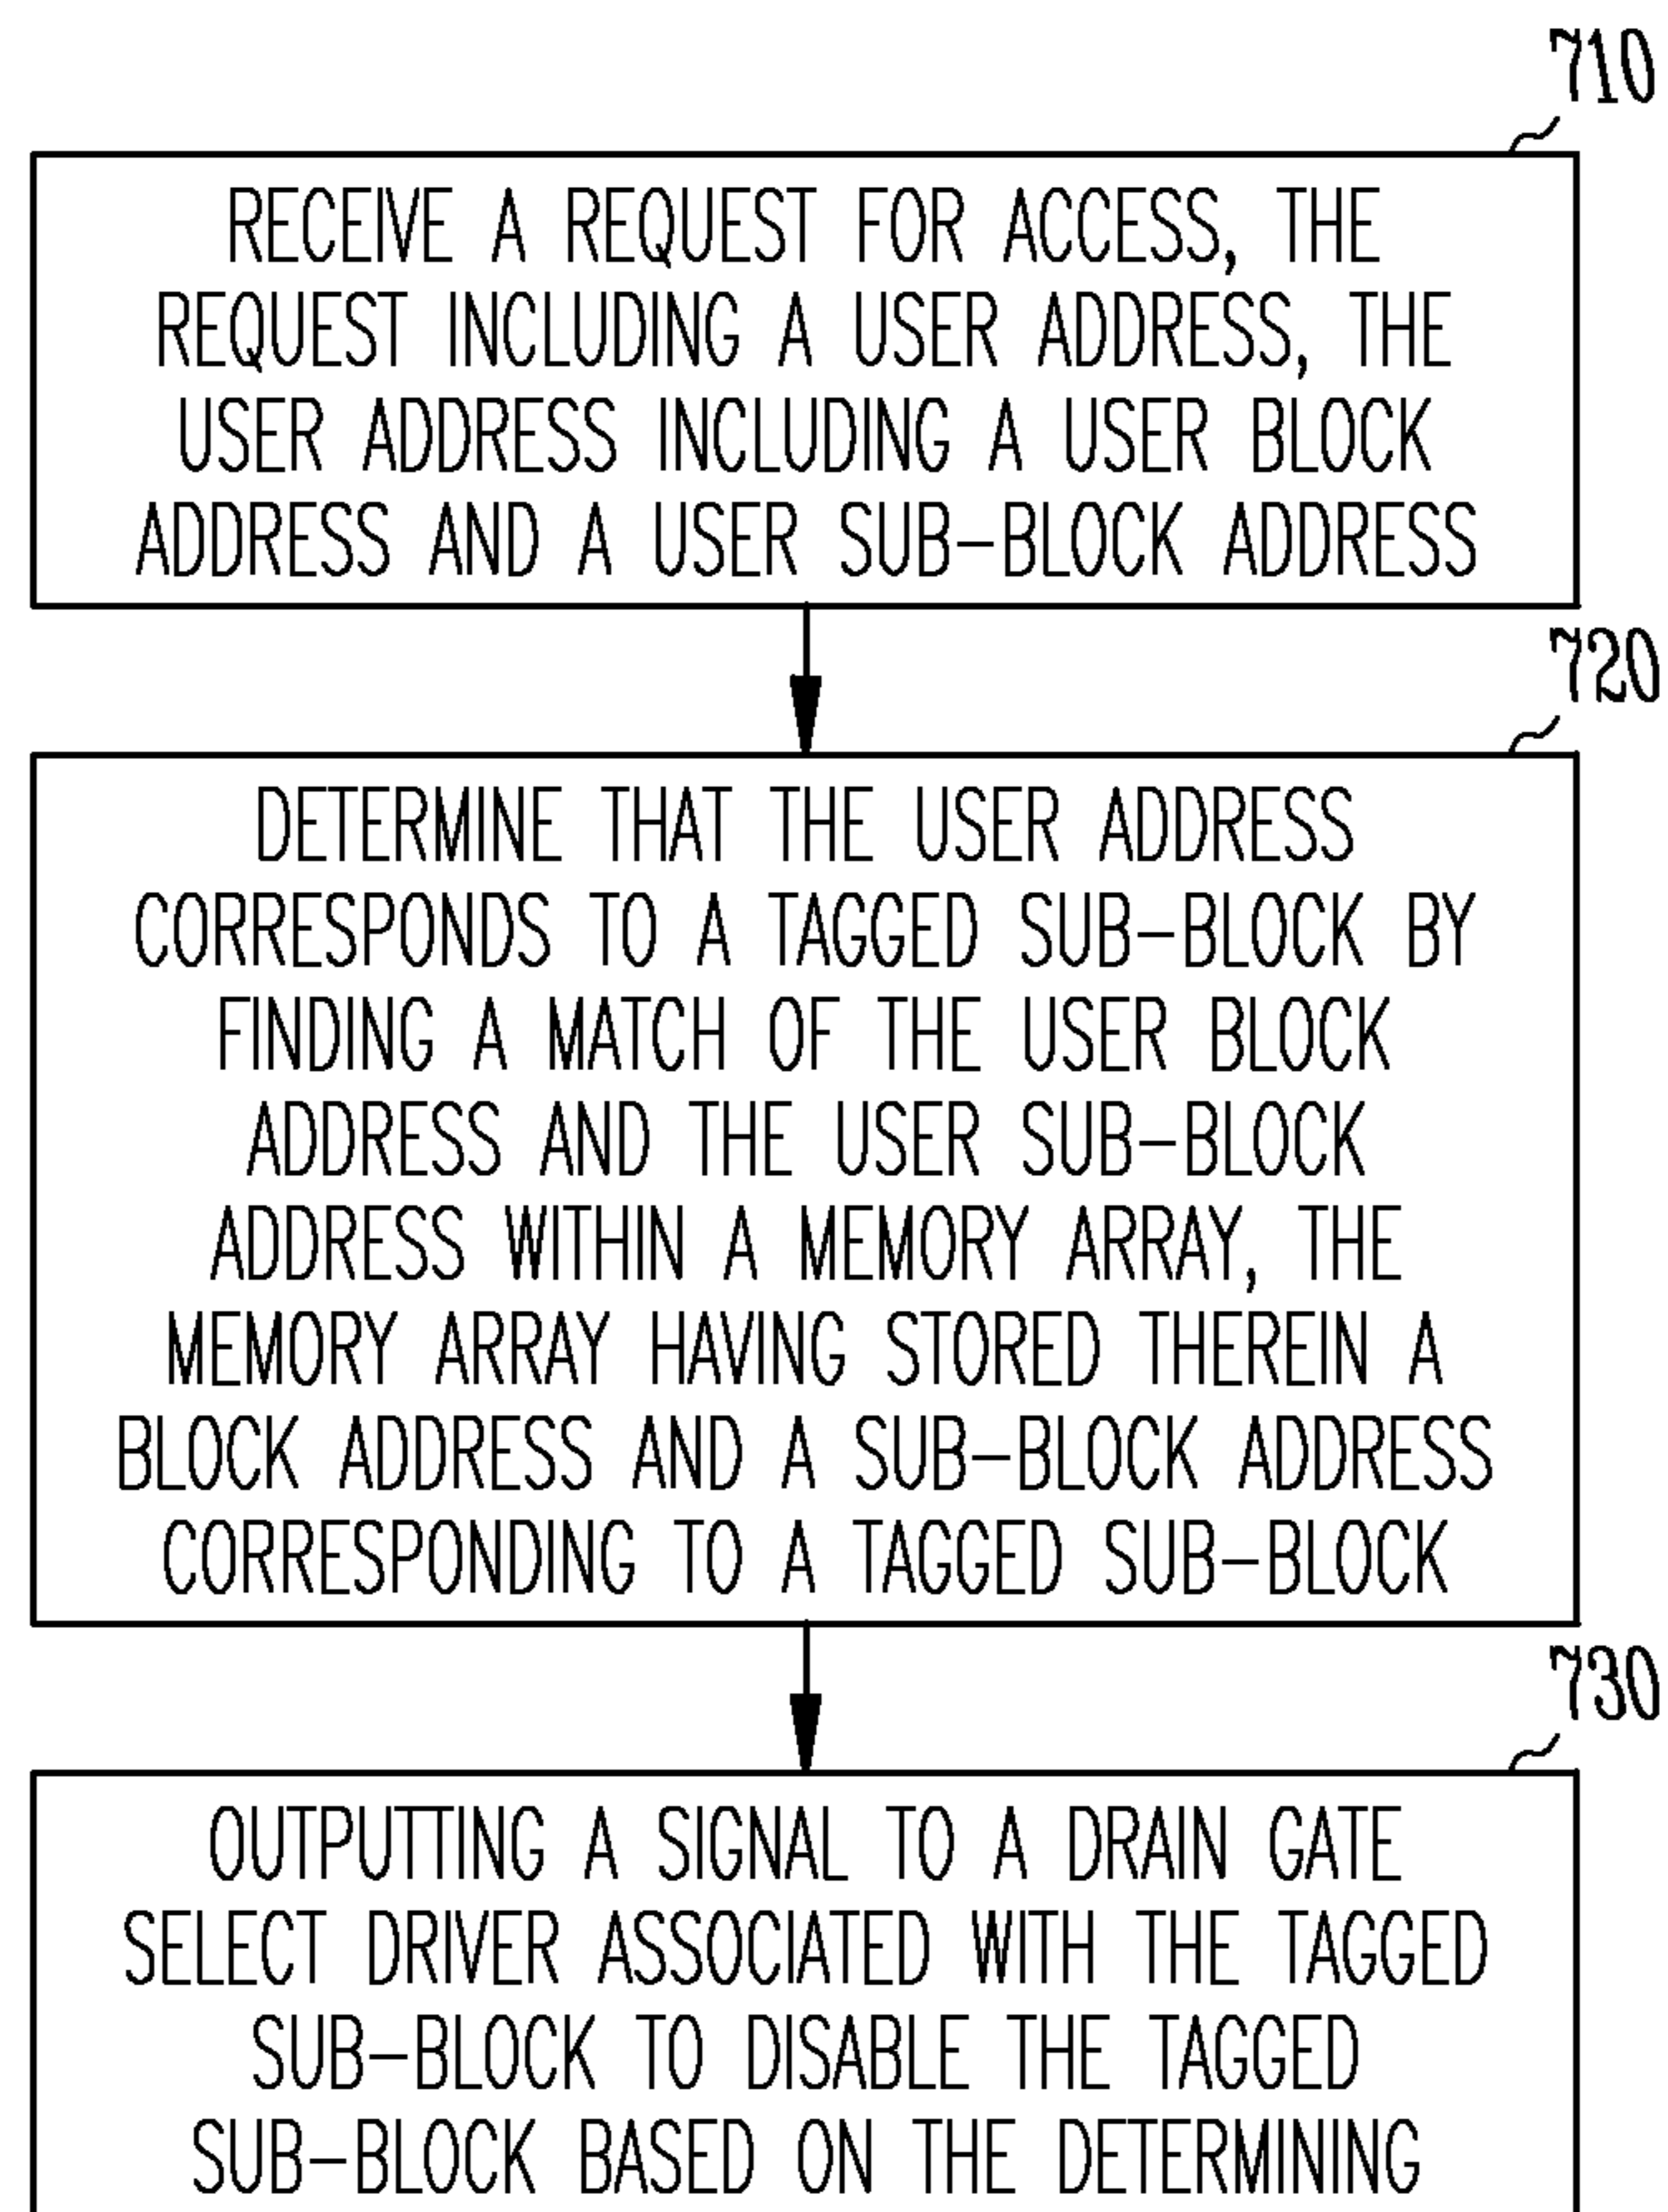 710
RECEIVE A REQUEST FOR ACCESS, THE
REQUEST INCLUDING A USER ADDRESS, THE
USER ADDRESS INCLUDING A USER BLOCK
ADDRESS AND A USER SUB-BLOCK ADDRESS
720
DETERMINE THAT THE USER ADDRESS
CORRESPONDS TO A TAGGED SUB-BLOCK BY
FINDING A MATCH OF THE USER BLOCK
ADDRESS AND THE USER SUB-BLOCK
ADDRESS WITHIN A MEMORY ARRAY, THE
MEMORY ARRAY HAVING STORED THEREIN A
BLOCK ADDRESS AND A SUB-BLOCK ADDRESS
CORRESPONDING TO A TAGGED SUB-BLOCK
730
OUTPUTTING A SIGNAL TO A DRAIN GATE
SELECT DRIVER ASSOCIATED WITH THE TAGGED
SUB-BLOCK TO DISABLE THE TAGGED
SUB-BLOCK BASED ON THE DETERMINING